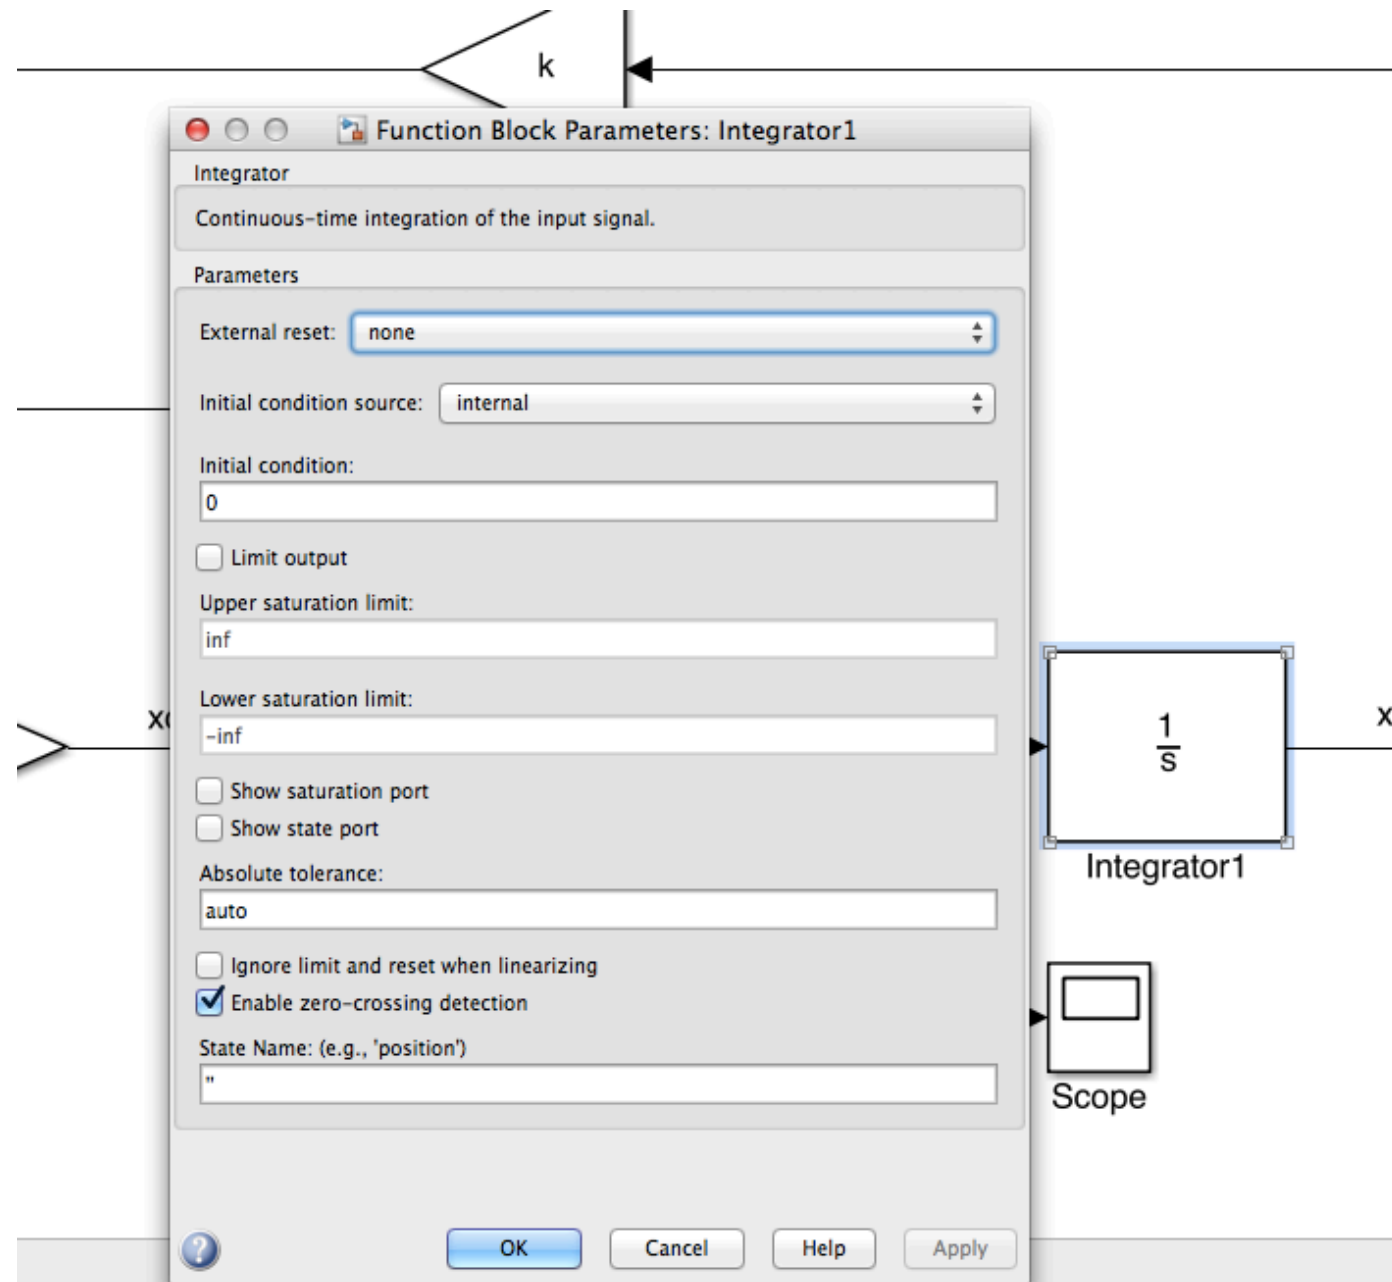 k
Function Block Parameters: Integrator1
Integrator
Continuous-time integration of the input signal.
Parameters
External reset: none
Initial condition source: internal
Initial condition:
0
Limit output
Upper saturation limit:
inf
Lower saturation limit:
-inf
x
1
s
x
Show saturation port
Show state port
Integrator1
Absolute tolerance:
auto
Ignore limit and reset when linearizing
Enable zero-crossing detection
State Name: (e.g., 'position')
''
Scope
? OK Cancel Help Apply